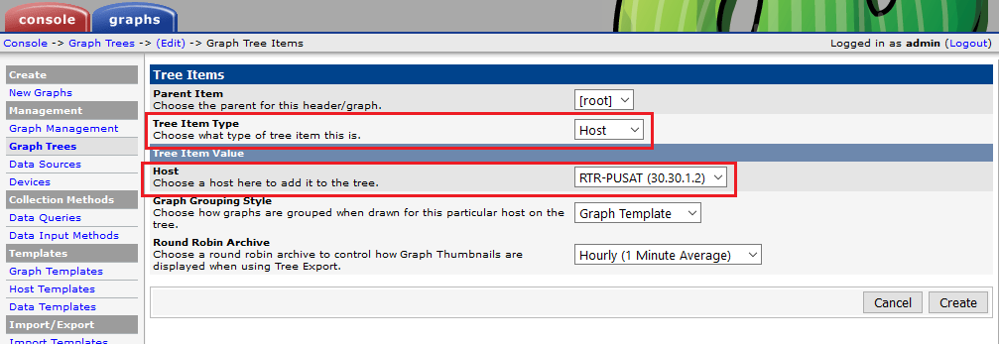 console graphs
Console -> Graph Trees -> (Edit) -> Graph Tree Items
Logged in as admin (Logout)
Create
New Graphs
Management
Graph Management
Graph Trees
Data Sources
Devices
Collection Methods
Data Queries
Data Input Methods
Templates
Graph Templates
Host Templates
Data Templates
Import/Export
Import Templates
Tree Items
Parent Item
Choose the parent for this header/graph.
[root]
Tree Item Type
Choose what type of tree item this is.
Host
Tree Item Value
Host
Choose a host here to add it to the tree.
RTR-PUSAT (30.30.1.2)
Graph Grouping Style
Choose how graphs are grouped when drawn for this particular host on the
tree.
Graph Template
Round Robin Archive
Choose a round robin archive to control how Graph Thumbnails are
displayed when using Tree Export.
Hourly (1 Minute Average)
Cancel Create